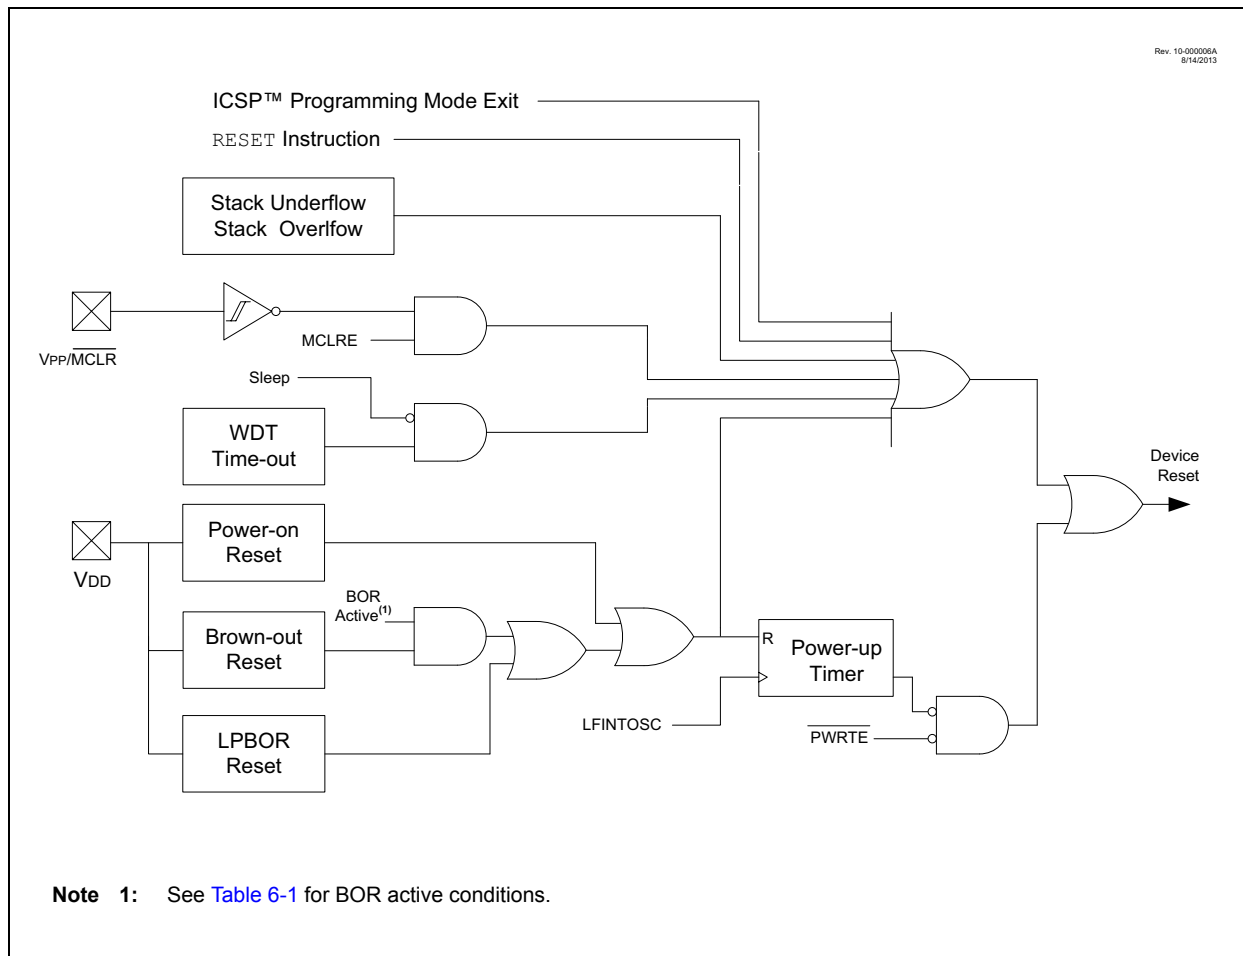 Rev. 10-000006A
8/14/2013
ICSP™ Programming Mode Exit
RESET Instruction
Stack Underflow
Stack Overlfow
VPP/MCLR
MCLRE
Sleep
WDT
Time-out
Device
Reset
VDD
Power-on
Reset
BOR
Active(1)
Brown-out
Reset
R
Power-up
Timer
LFINTOSC
PWRTE
LPBOR
Reset
Note 1: See Table 6-1 for BOR active conditions.